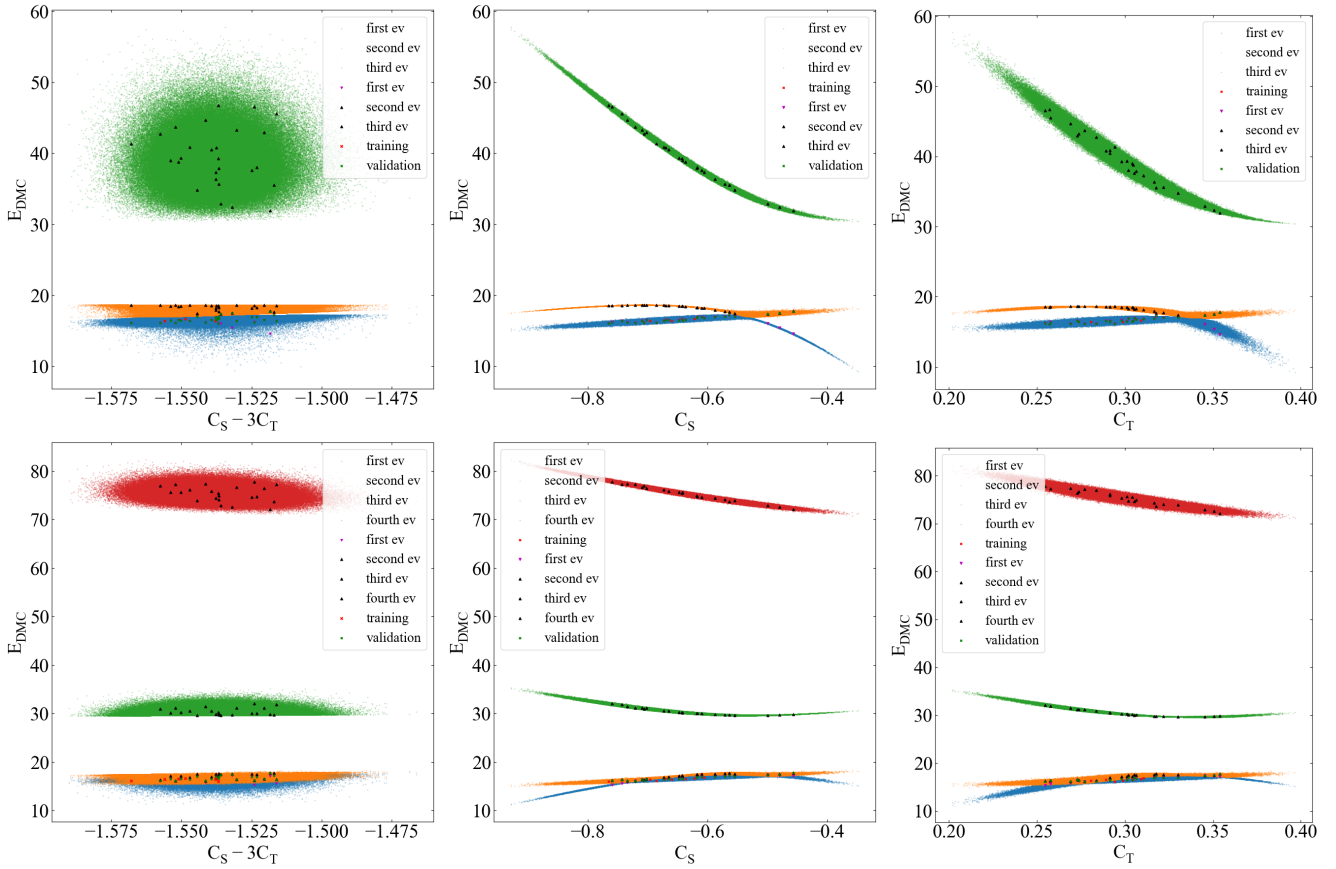 60
50
40
30
20
10
E_DMC
−1.575
−1.550
−1.525
−1.500
−1.475
C_S − 3C_T
first ev
second ev
third ev
first ev
second ev
third ev
training
validation
60
50
40
30
20
10
E_DMC
−0.8
−0.6
−0.4
C_S
first ev
second ev
third ev
training
first ev
second ev
third ev
validation
60
50
40
30
20
10
E_DMC
0.20
0.25
0.30
0.35
0.40
C_T
first ev
second ev
third ev
training
first ev
second ev
third ev
validation
80
70
60
50
40
30
20
10
E_DMC
−1.575
−1.550
−1.525
−1.500
−1.475
C_S − 3C_T
first ev
second ev
third ev
fourth ev
first ev
second ev
third ev
fourth ev
training
validation
80
70
60
50
40
30
20
10
E_DMC
−0.8
−0.6
−0.4
C_S
first ev
second ev
third ev
fourth ev
training
first ev
second ev
third ev
fourth ev
validation
80
70
60
50
40
30
20
10
E_DMC
0.20
0.25
0.30
0.35
0.40
C_T
first ev
second ev
third ev
fourth ev
training
first ev
second ev
third ev
fourth ev
validation